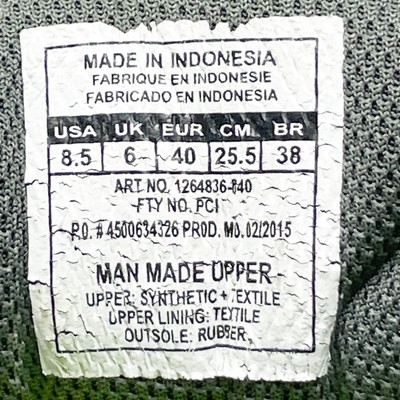 MADE IN INDONESIA
FABRIQUE EN INDONESIE
FABRICADO EN INDONESIA
USA UK EUR CM. BR
8.5 6 40 25.5 38
ART NO. 1264836-840
FTY NO. PCI
P.O. # 4500634326 PROD. M0.02/2015
MAN MADE UPPER
UPPER: SYNTHETIC + TEXTILE
UPPER LINING: TEXTILE
OUTSOLE: RUBBER